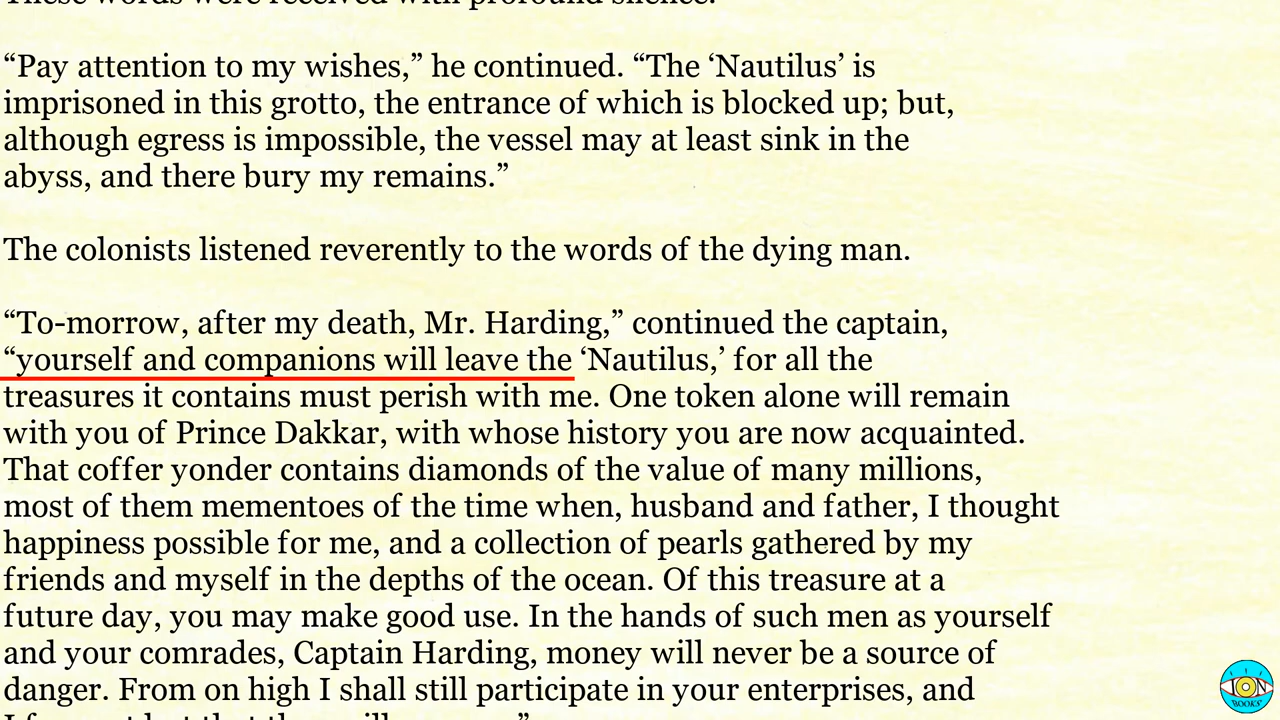 These words were received with profound silence.
“Pay attention to my wishes,” he continued. “The ‘Nautilus’ is
imprisoned in this grotto, the entrance of which is blocked up; but,
although egress is impossible, the vessel may at least sink in the
abyss, and there bury my remains.”
The colonists listened reverently to the words of the dying man.
“To-morrow, after my death, Mr. Harding,” continued the captain,
“yourself and companions will leave the ‘Nautilus,’ for all the
treasures it contains must perish with me. One token alone will remain
with you of Prince Dakkar, with whose history you are now acquainted.
That coffer yonder contains diamonds of the value of many millions,
most of them mementoes of the time when, husband and father, I thought
happiness possible for me, and a collection of pearls gathered by my
friends and myself in the depths of the ocean. Of this treasure at a
future day, you may make good use. In the hands of such men as yourself
and your comrades, Captain Harding, money will never be a source of
danger. From on high I shall still participate in your enterprises, and
ION
BOOKS